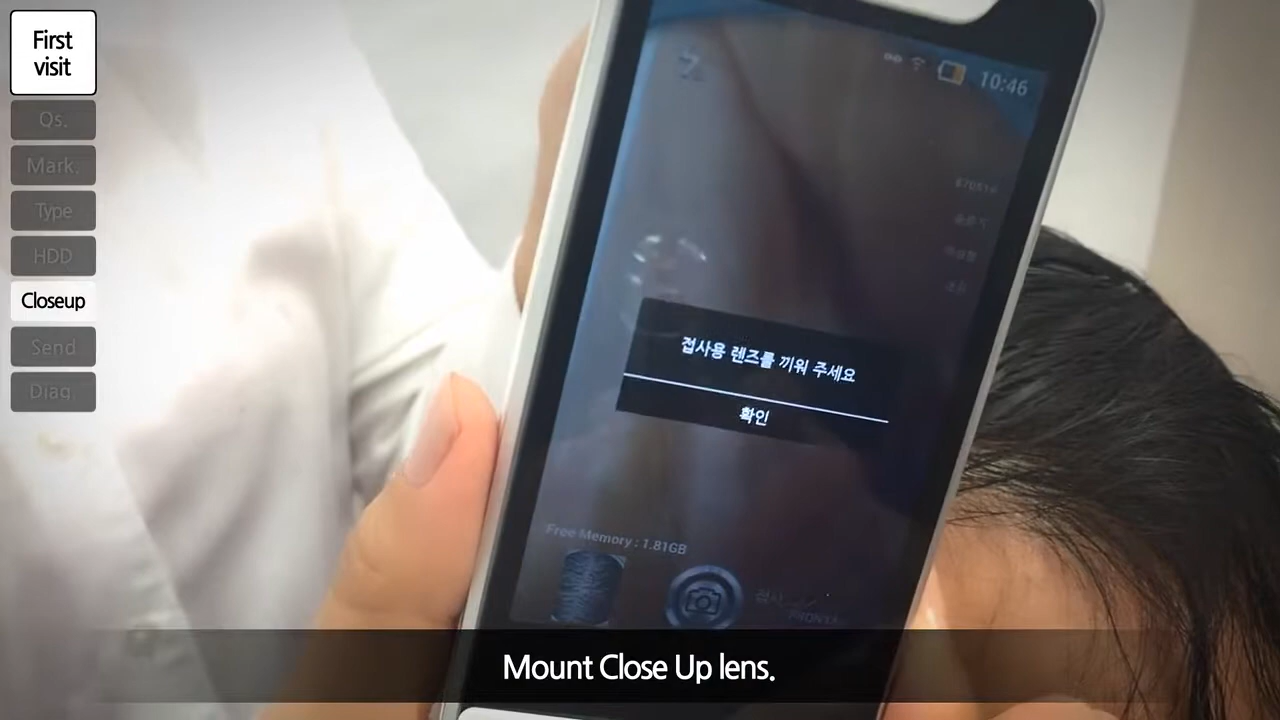 First
visit
Qs.
Mark.
Type
HDD
Closeup
Send
Diag.
10:46
접사용 렌즈를 끼워 주세요
확인
Free Memory : 1.81GB
Mount Close Up lens.